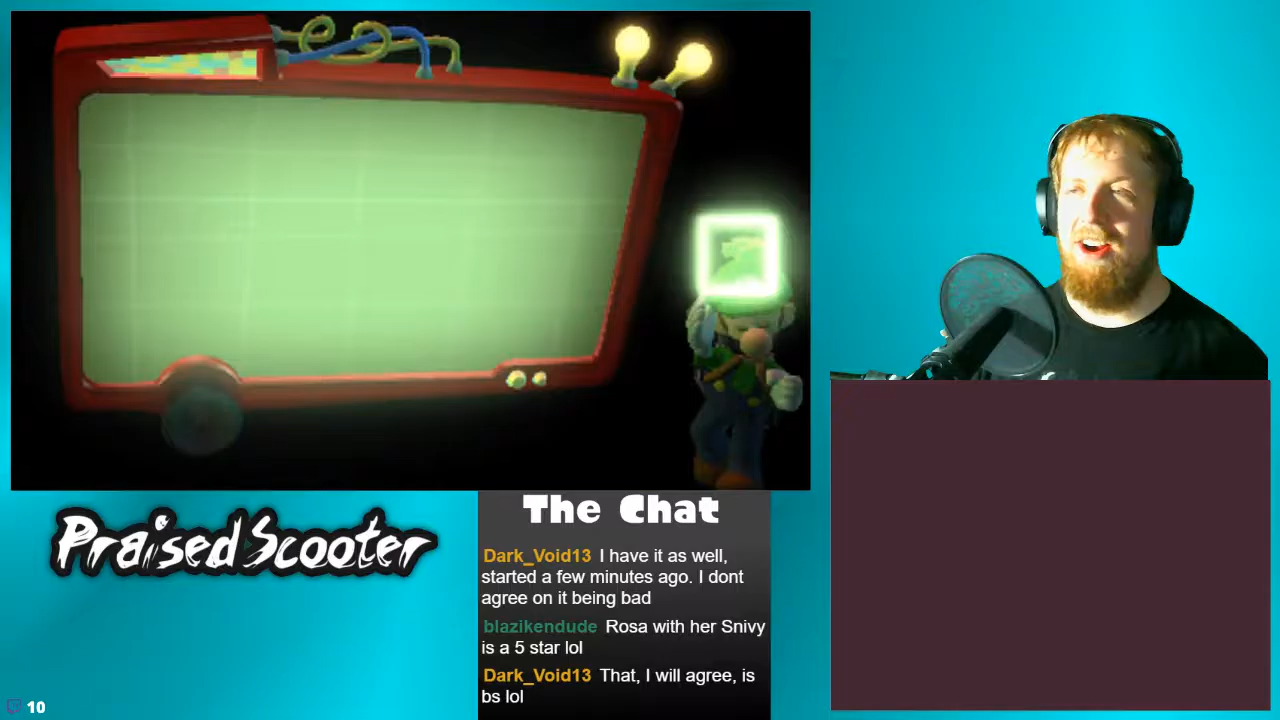 PraisedScooter
The Chat
Dark_Void13 I have it as well,
started a few minutes ago. I dont
agree on it being bad
blazikendude Rosa with her Snivy
is a 5 star lol
Dark_Void13 That, I will agree, is
bs lol
10